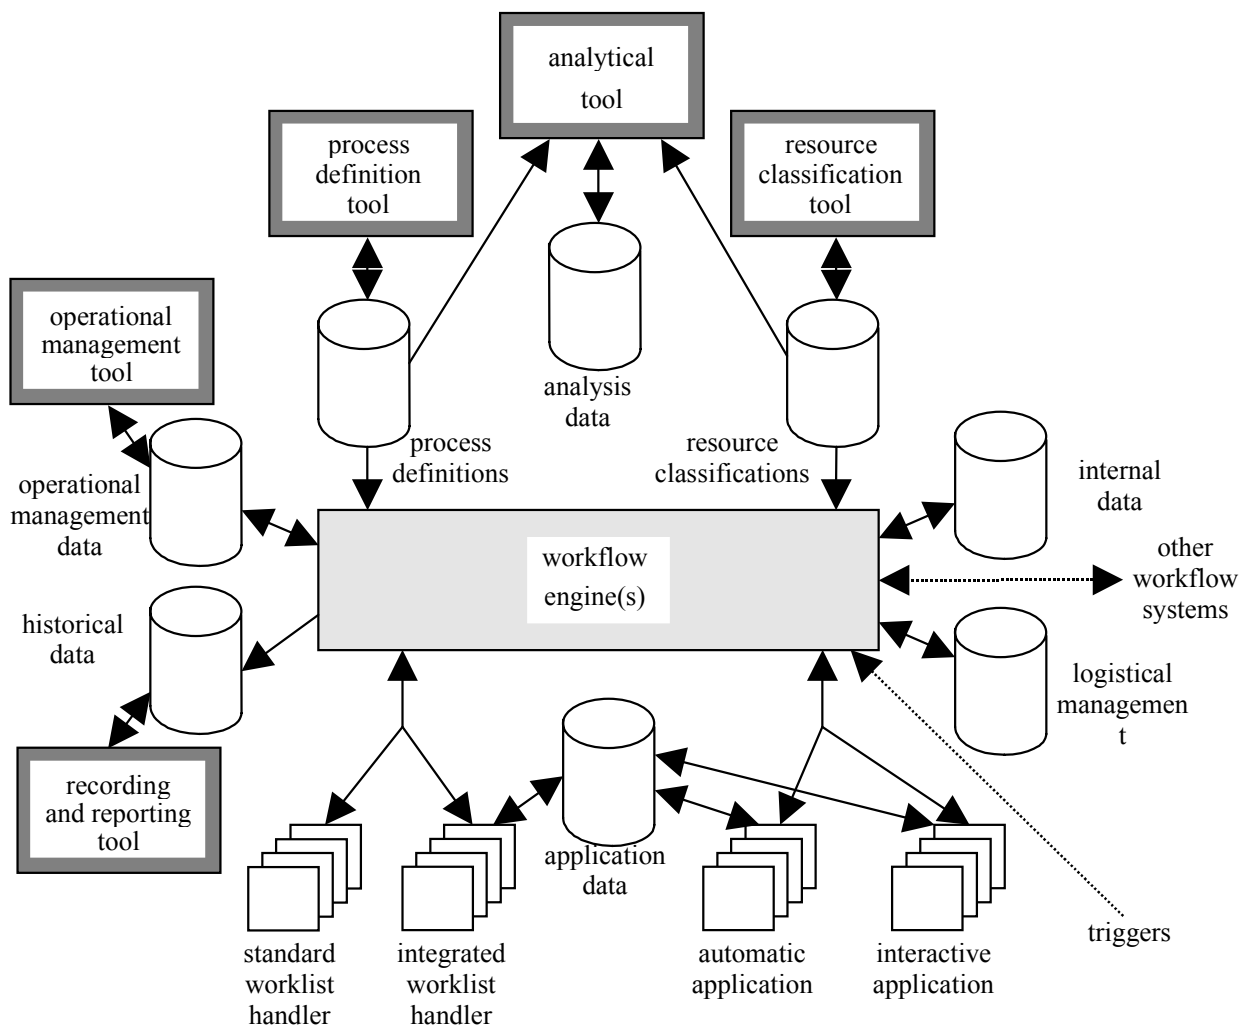 analytical
tool
process
definition
tool
resource
classification
tool
operational
management
tool
analysis
data
process
definitions
resource
classifications
internal
data
operational
management
data
workflow
engine(s)
other
workflow
systems
historical
data
logistical
managemen
t
recording
and reporting
tool
application
data
triggers
standard
worklist
handler
integrated
worklist
handler
automatic
application
interactive
application